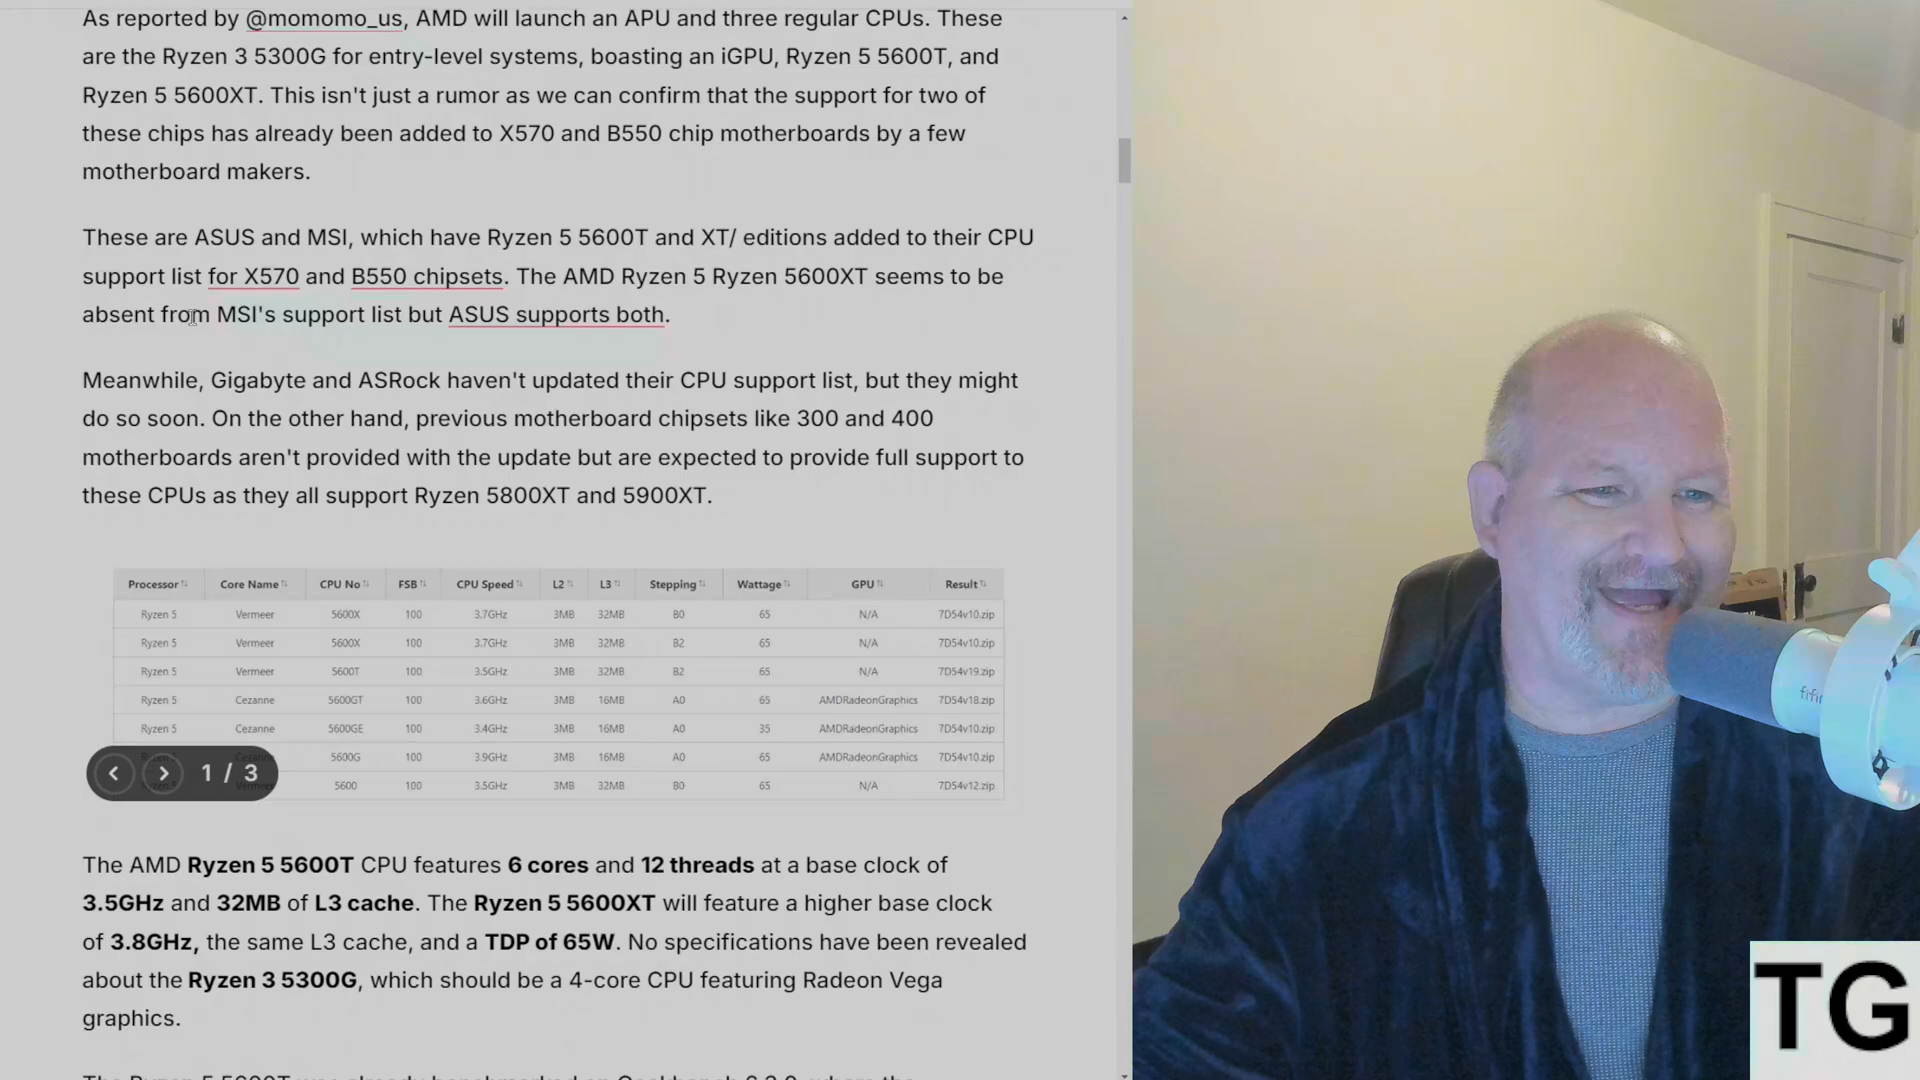 As reported by @momomo_us, AMD will launch an APU and three regular CPUs. These
are the Ryzen 3 5300G for entry-level systems, boasting an iGPU, Ryzen 5 5600T, and
Ryzen 5 5600XT. This isn't just a rumor as we can confirm that the support for two of
these chips has already been added to X570 and B550 chip motherboards by a few
motherboard makers.
These are ASUS and MSI, which have Ryzen 5 5600T and XT/ editions added to their CPU
support list for X570 and B550 chipsets. The AMD Ryzen 5 Ryzen 5600XT seems to be
absent from MSI's support list but ASUS supports both.
Meanwhile, Gigabyte and ASRock haven't updated their CPU support list, but they might
do so soon. On the other hand, previous motherboard chipsets like 300 and 400
motherboards aren't provided with the update but are expected to provide full support to
these CPUs as they all support Ryzen 5800XT and 5900XT.
Processor Core Name CPU No FSB CPU Speed L2 L3 Stepping Wattage GPU Result
Ryzen 5 Vermeer 5600X 100 3.7GHz 3MB 32MB B0 65 N/A 7D54v10.zip
Ryzen 5 Vermeer 5600X 100 3.7GHz 3MB 32MB B2 65 N/A 7D54v10.zip
Ryzen 5 Vermeer 5600T 100 3.5GHz 3MB 32MB B2 65 N/A 7D54v19.zip
Ryzen 5 Cezanne 5600GT 100 3.6GHz 3MB 16MB A0 65 AMDRadeonGraphics 7D54v18.zip
Ryzen 5 Cezanne 5600GE 100 3.4GHz 3MB 16MB A0 35 AMDRadeonGraphics 7D54v10.zip
5600G 100 3.9GHz 3MB 16MB A0 65 AMDRadeonGraphics 7D54v10.zip
5600 100 3.5GHz 3MB 32MB B0 65 N/A 7D54v12.zip
1 / 3
The AMD Ryzen 5 5600T CPU features 6 cores and 12 threads at a base clock of
3.5GHz and 32MB of L3 cache. The Ryzen 5 5600XT will feature a higher base clock
of 3.8GHz, the same L3 cache, and a TDP of 65W. No specifications have been revealed
about the Ryzen 3 5300G, which should be a 4-core CPU featuring Radeon Vega
graphics.
TG